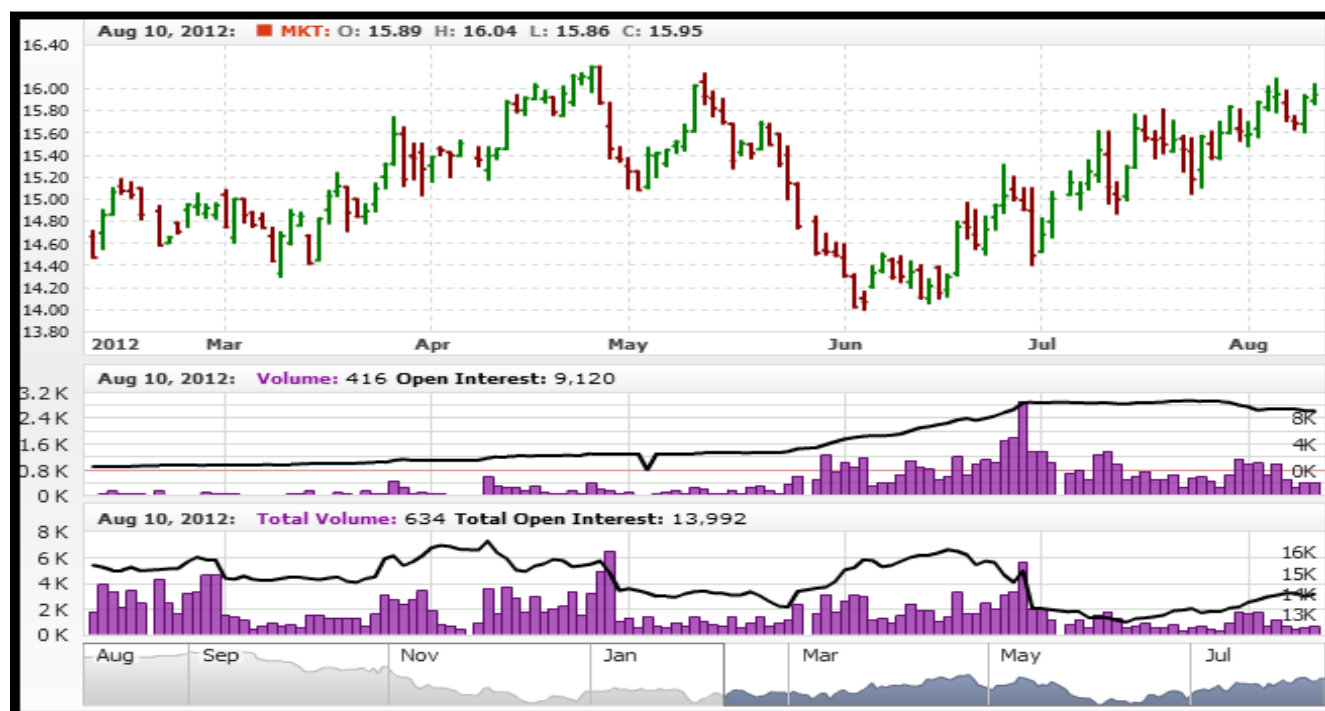 Aug 10, 2012: MKT: O: 15.89 H: 16.04 L: 15.86 C: 15.95
16.40
16.00
15.80
15.60
15.40
15.20
15.00
14.80
14.60
14.40
14.20
14.00
13.80
2012 Mar Apr May Jun Jul Aug
Aug 10, 2012: Volume: 416 Open Interest: 9,120
3.2 K
2.4 K 8K
1.6 K 4K
0.8 K 0K
0 K
Aug 10, 2012: Total Volume: 634 Total Open Interest: 13,992
8 K
6 K 16K
15K
4 K 14K
2 K 13K
0 K
Aug Sep Nov Jan Mar May Jul